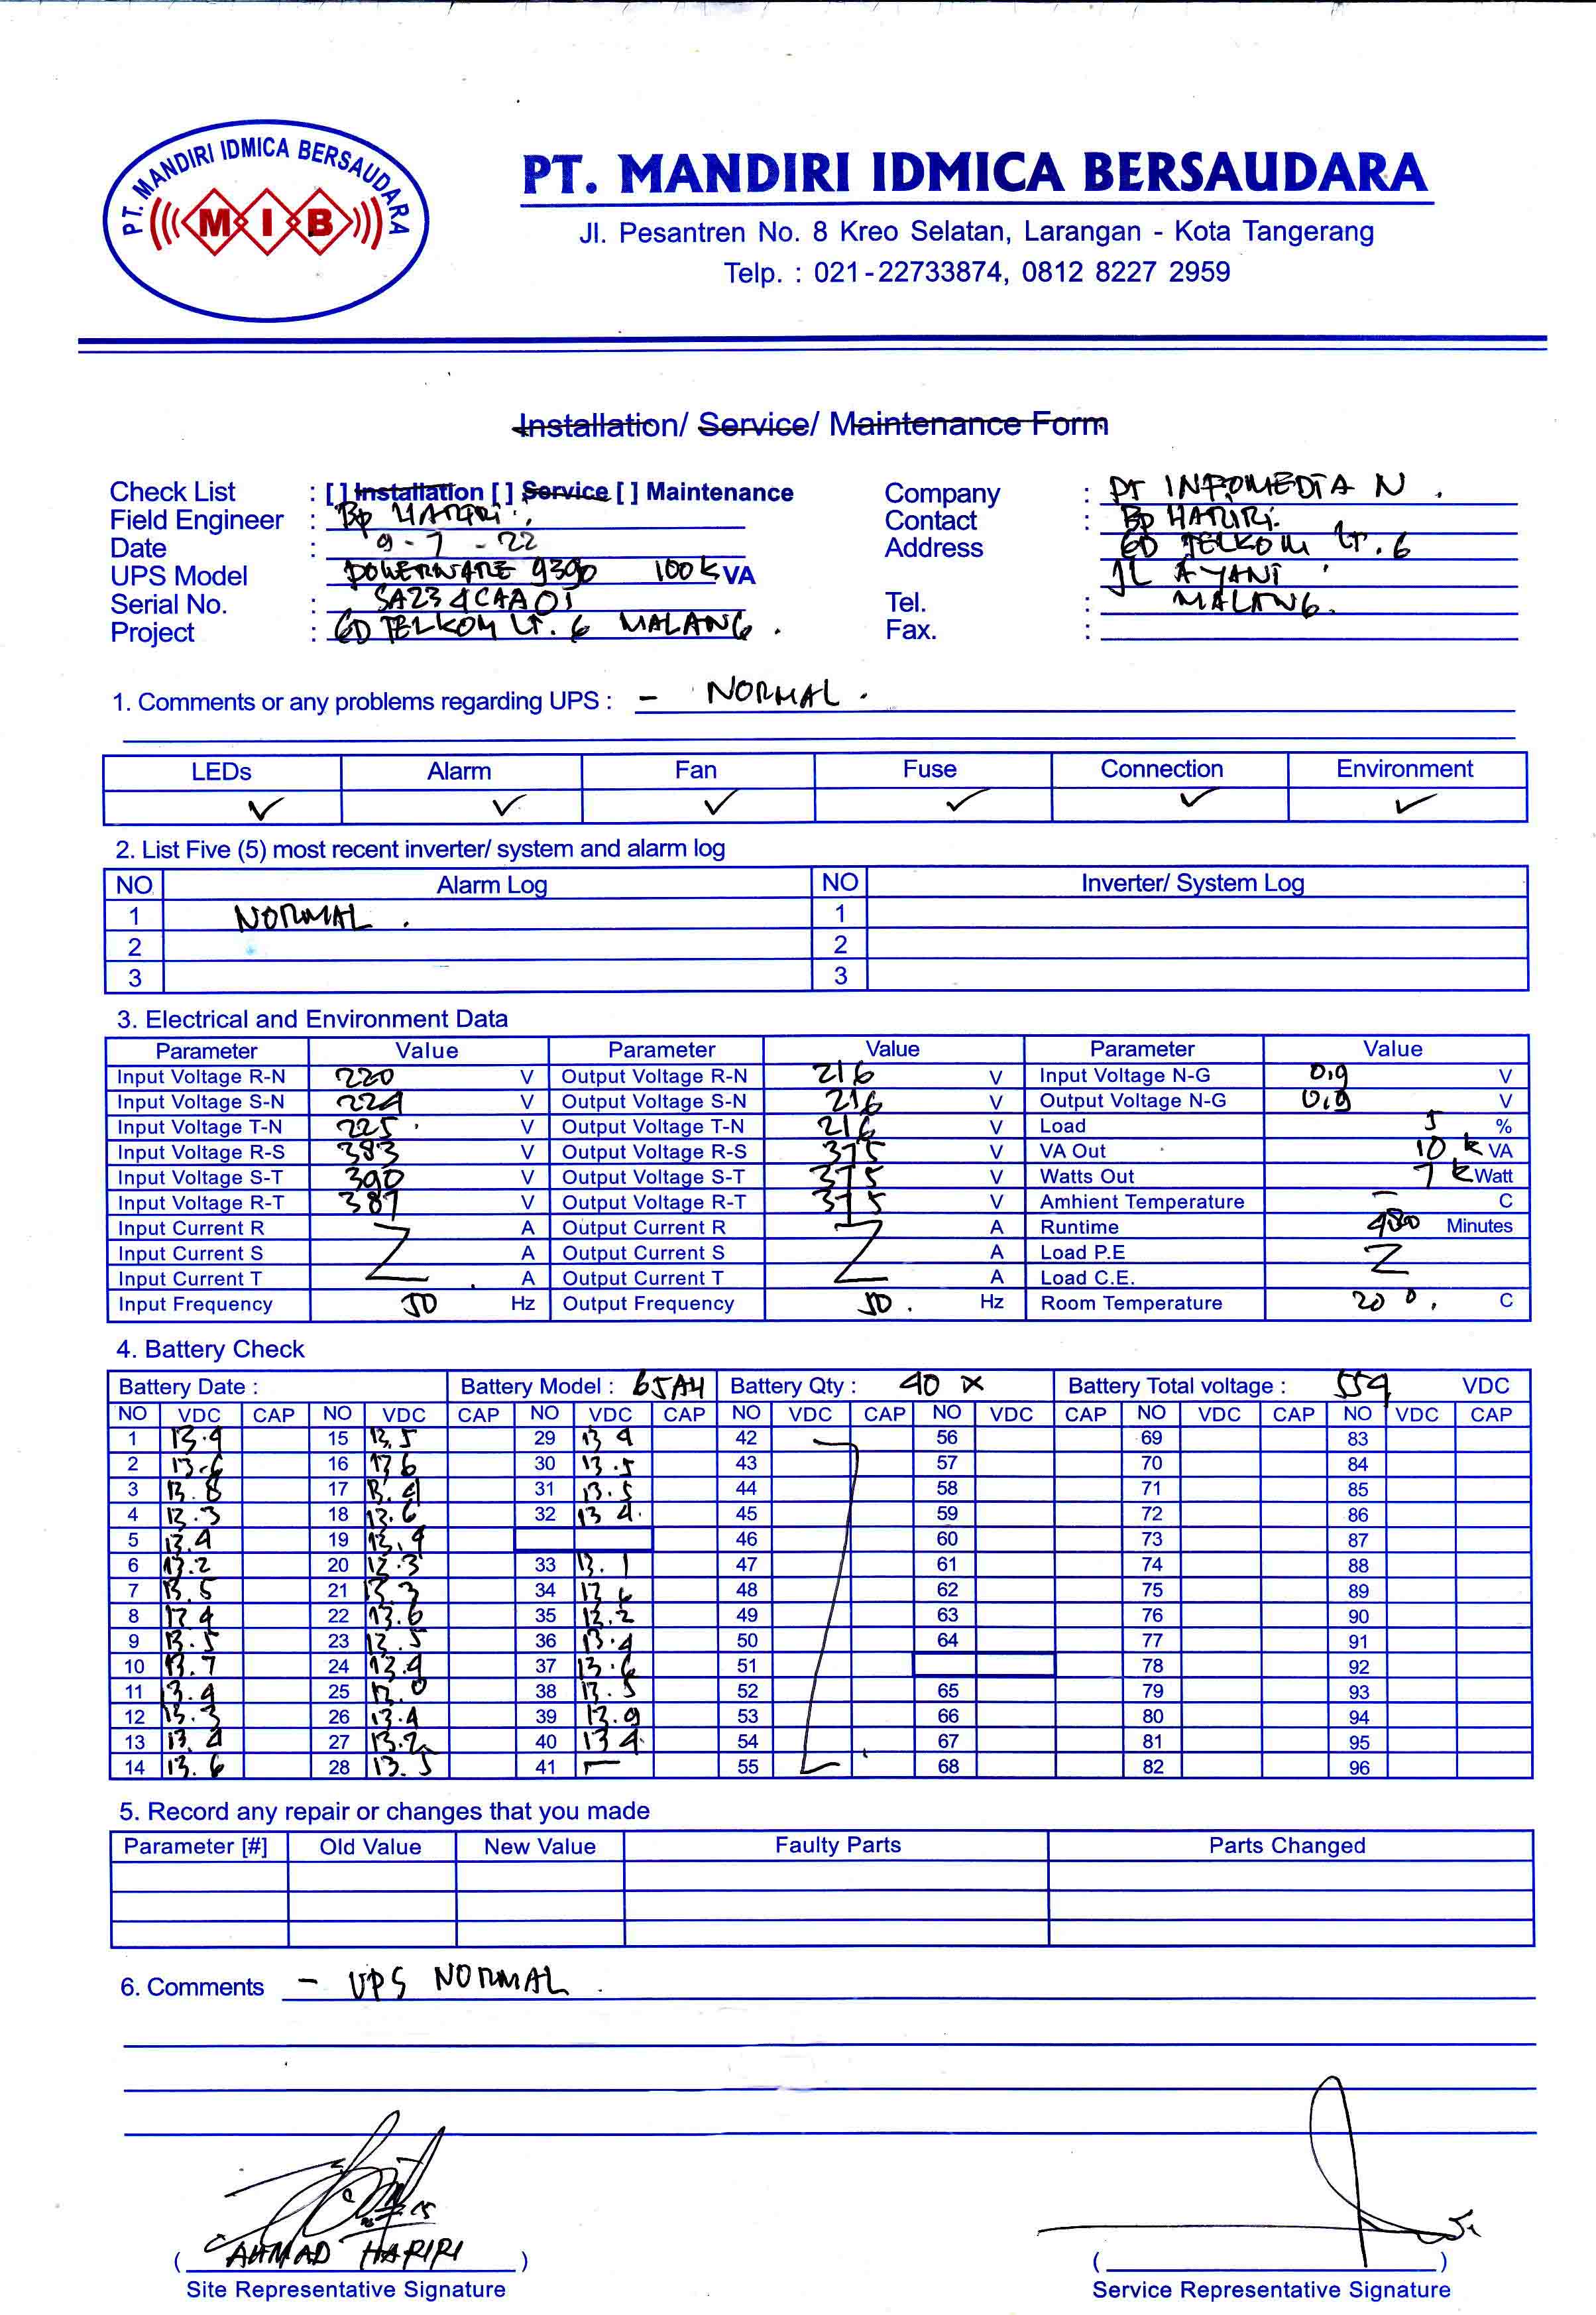 PT. MANDIRI IDMICA BERSAUDARA
M I B
PT. MANDIRI IDMICA BERSAUDARA
Jl. Pesantren No. 8 Kreo Selatan, Larangan - Kota Tangerang
Telp. : 021-22733874, 0812 8227 2959
Installation/ Service/ Maintenance Form
Check List : [ ] Installation [ ] Service [ ] Maintenance
Field Engineer : Bp HARIRI
Date : 9-7-22
UPS Model POWERWARE 9390 100 k VA
Serial No. : SA234CAA01
Project : GD TELKOM LT. 6 MALANG.
Company : PT INFOMEDIA N.
Contact : BP HARIRI.
Address GD TELKOM LT. 6
JL A YANI
Tel. : MALANG.
Fax. :
1. Comments or any problems regarding UPS : - NORMAL.
LEDs Alarm Fan Fuse Connection Environment
✓ ✓ ✓ ✓ ✓ ✓
2. List Five (5) most recent inverter/ system and alarm log
NO Alarm Log NO Inverter/ System Log
1 NORMAL. 1
2 2
3 3
3. Electrical and Environment Data
Parameter Value Parameter Value Parameter Value
Input Voltage R-N 220 V Output Voltage R-N 216 V Input Voltage N-G 0,9 V
Input Voltage S-N 224 V Output Voltage S-N 216 V Output Voltage N-G 0,9 V
Input Voltage T-N 225 V Output Voltage T-N 216 V Load 5 %
Input Voltage R-S 383 V Output Voltage R-S 375 V VA Out 10 k VA
Input Voltage S-T 390 V Output Voltage S-T 375 V Watts Out 7 k Watt
Input Voltage R-T 387 V Output Voltage R-T 375 V Amhient Temperature - C
Input Current R A Output Current R A Runtime 480 Minutes
Input Current S A Output Current S A Load P.E
Input Current T A Output Current T A Load C.E.
Input Frequency 50 Hz Output Frequency 50. Hz Room Temperature 20 °. C
4. Battery Check
Battery Date : Battery Model : 65AH Battery Qty : 40 x Battery Total voltage : 554 VDC
NO VDC CAP NO VDC CAP NO VDC CAP NO VDC CAP NO VDC CAP NO VDC CAP NO VDC CAP
1 13.4 15 13.5 29 13 4 42 56 69 83
2 13.6 16 13 6 30 13.5 43 57 70 84
3 13.8 17 13.4 31 13.5 44 58 71 85
4 13.3 18 13.6 32 13 4. 45 59 72 86
5 13.4 19 13.4 46 60 73 87
6 13.2 20 13.3 33 13.1 47 61 74 88
7 13.5 21 13.3 34 13 6 48 62 75 89
8 13 4 22 13.6 35 13.2 49 63 76 90
9 13.5 23 13.5 36 13.4 50 64 77 91
10 13.7 24 13.4 37 13.6 51 78 92
11 13.4 25 13.0 38 13.5 52 65 79 93
12 13.3 26 13.4 39 13.9 53 66 80 94
13 13.4 27 13.2 40 13 4. 54 67 81 95
14 13.6 28 13.5 41 - 55 68 82 96
5. Record any repair or changes that you made
Parameter [#] Old Value New Value Faulty Parts Parts Changed
6. Comments - UPS NORMAL.
( AHMAD HARIRI ) ( )
Site Representative Signature Service Representative Signature